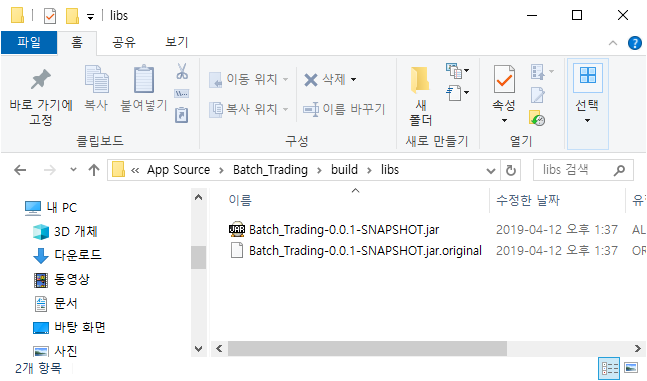 libs
파일 홈 공유 보기
바로 가기에 고정
복사
붙여넣기
클립보드
이동 위치
복사 위치
삭제
이름 바꾸기
구성
새 폴더
새로 만들기
속성
열기
선택
« App Source › Batch_Trading › build › libs
libs 검색
내 PC
3D 개체
다운로드
동영상
문서
바탕 화면
사진
이름 수정한 날짜 유형
Batch_Trading-0.0.1-SNAPSHOT.jar 2019-04-12 오후 1:37 AL
Batch_Trading-0.0.1-SNAPSHOT.jar.original 2019-04-12 오후 1:37 OR
2개 항목